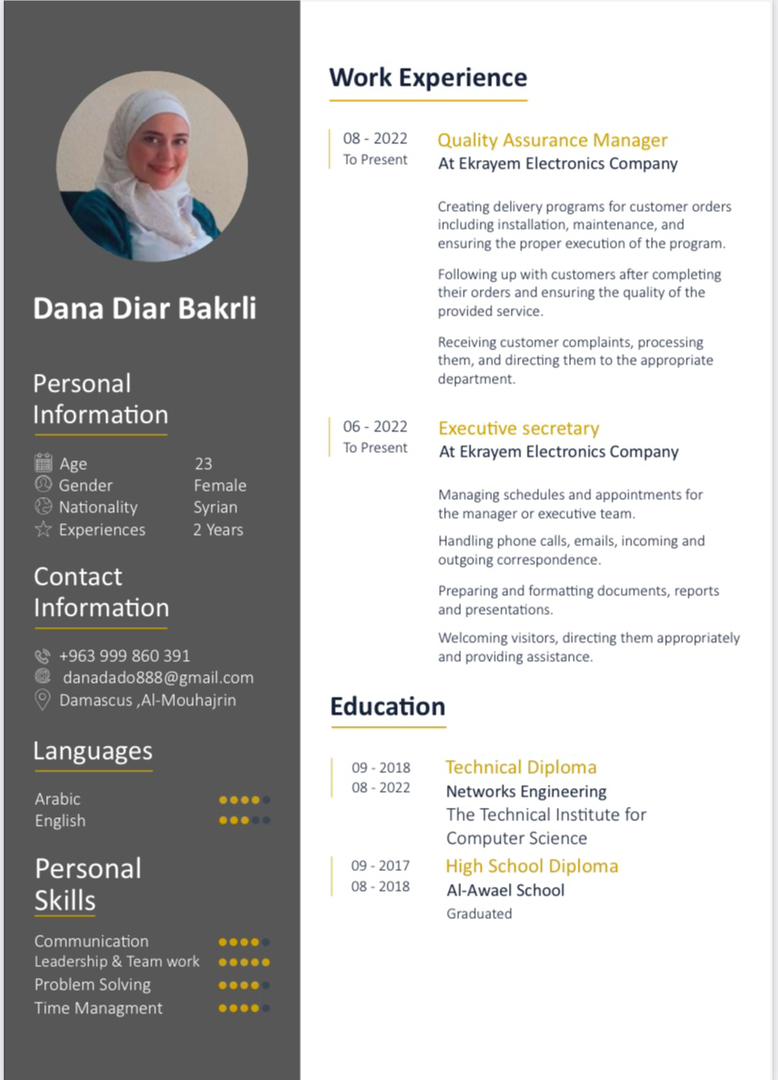 Dana Diar Bakrli
Personal
Information
Age 23
Gender Female
Nationality Syrian
Experiences 2 Years
Contact
Information
+963 999 860 391
danadado888@gmail.com
Damascus ,Al-Mouhajrin
Languages
Arabic
English
Personal
Skills
Communication
Leadership & Team work
Problem Solving
Time Managment
Work Experience
08 - 2022 Quality Assurance Manager
To Present At Ekrayem Electronics Company
Creating delivery programs for customer orders
including installation, maintenance, and
ensuring the proper execution of the program.
Following up with customers after completing
their orders and ensuring the quality of the
provided service.
Receiving customer complaints, processing
them, and directing them to the appropriate
department.
06 - 2022 Executive secretary
To Present At Ekrayem Electronics Company
Managing schedules and appointments for
the manager or executive team.
Handling phone calls, emails, incoming and
outgoing correspondence.
Preparing and formatting documents, reports
and presentations.
Welcoming visitors, directing them appropriately
and providing assistance.
Education
09 - 2018 Technical Diploma
08 - 2022 Networks Engineering
The Technical Institute for
Computer Science
09 - 2017 High School Diploma
08 - 2018 Al-Awael School
Graduated